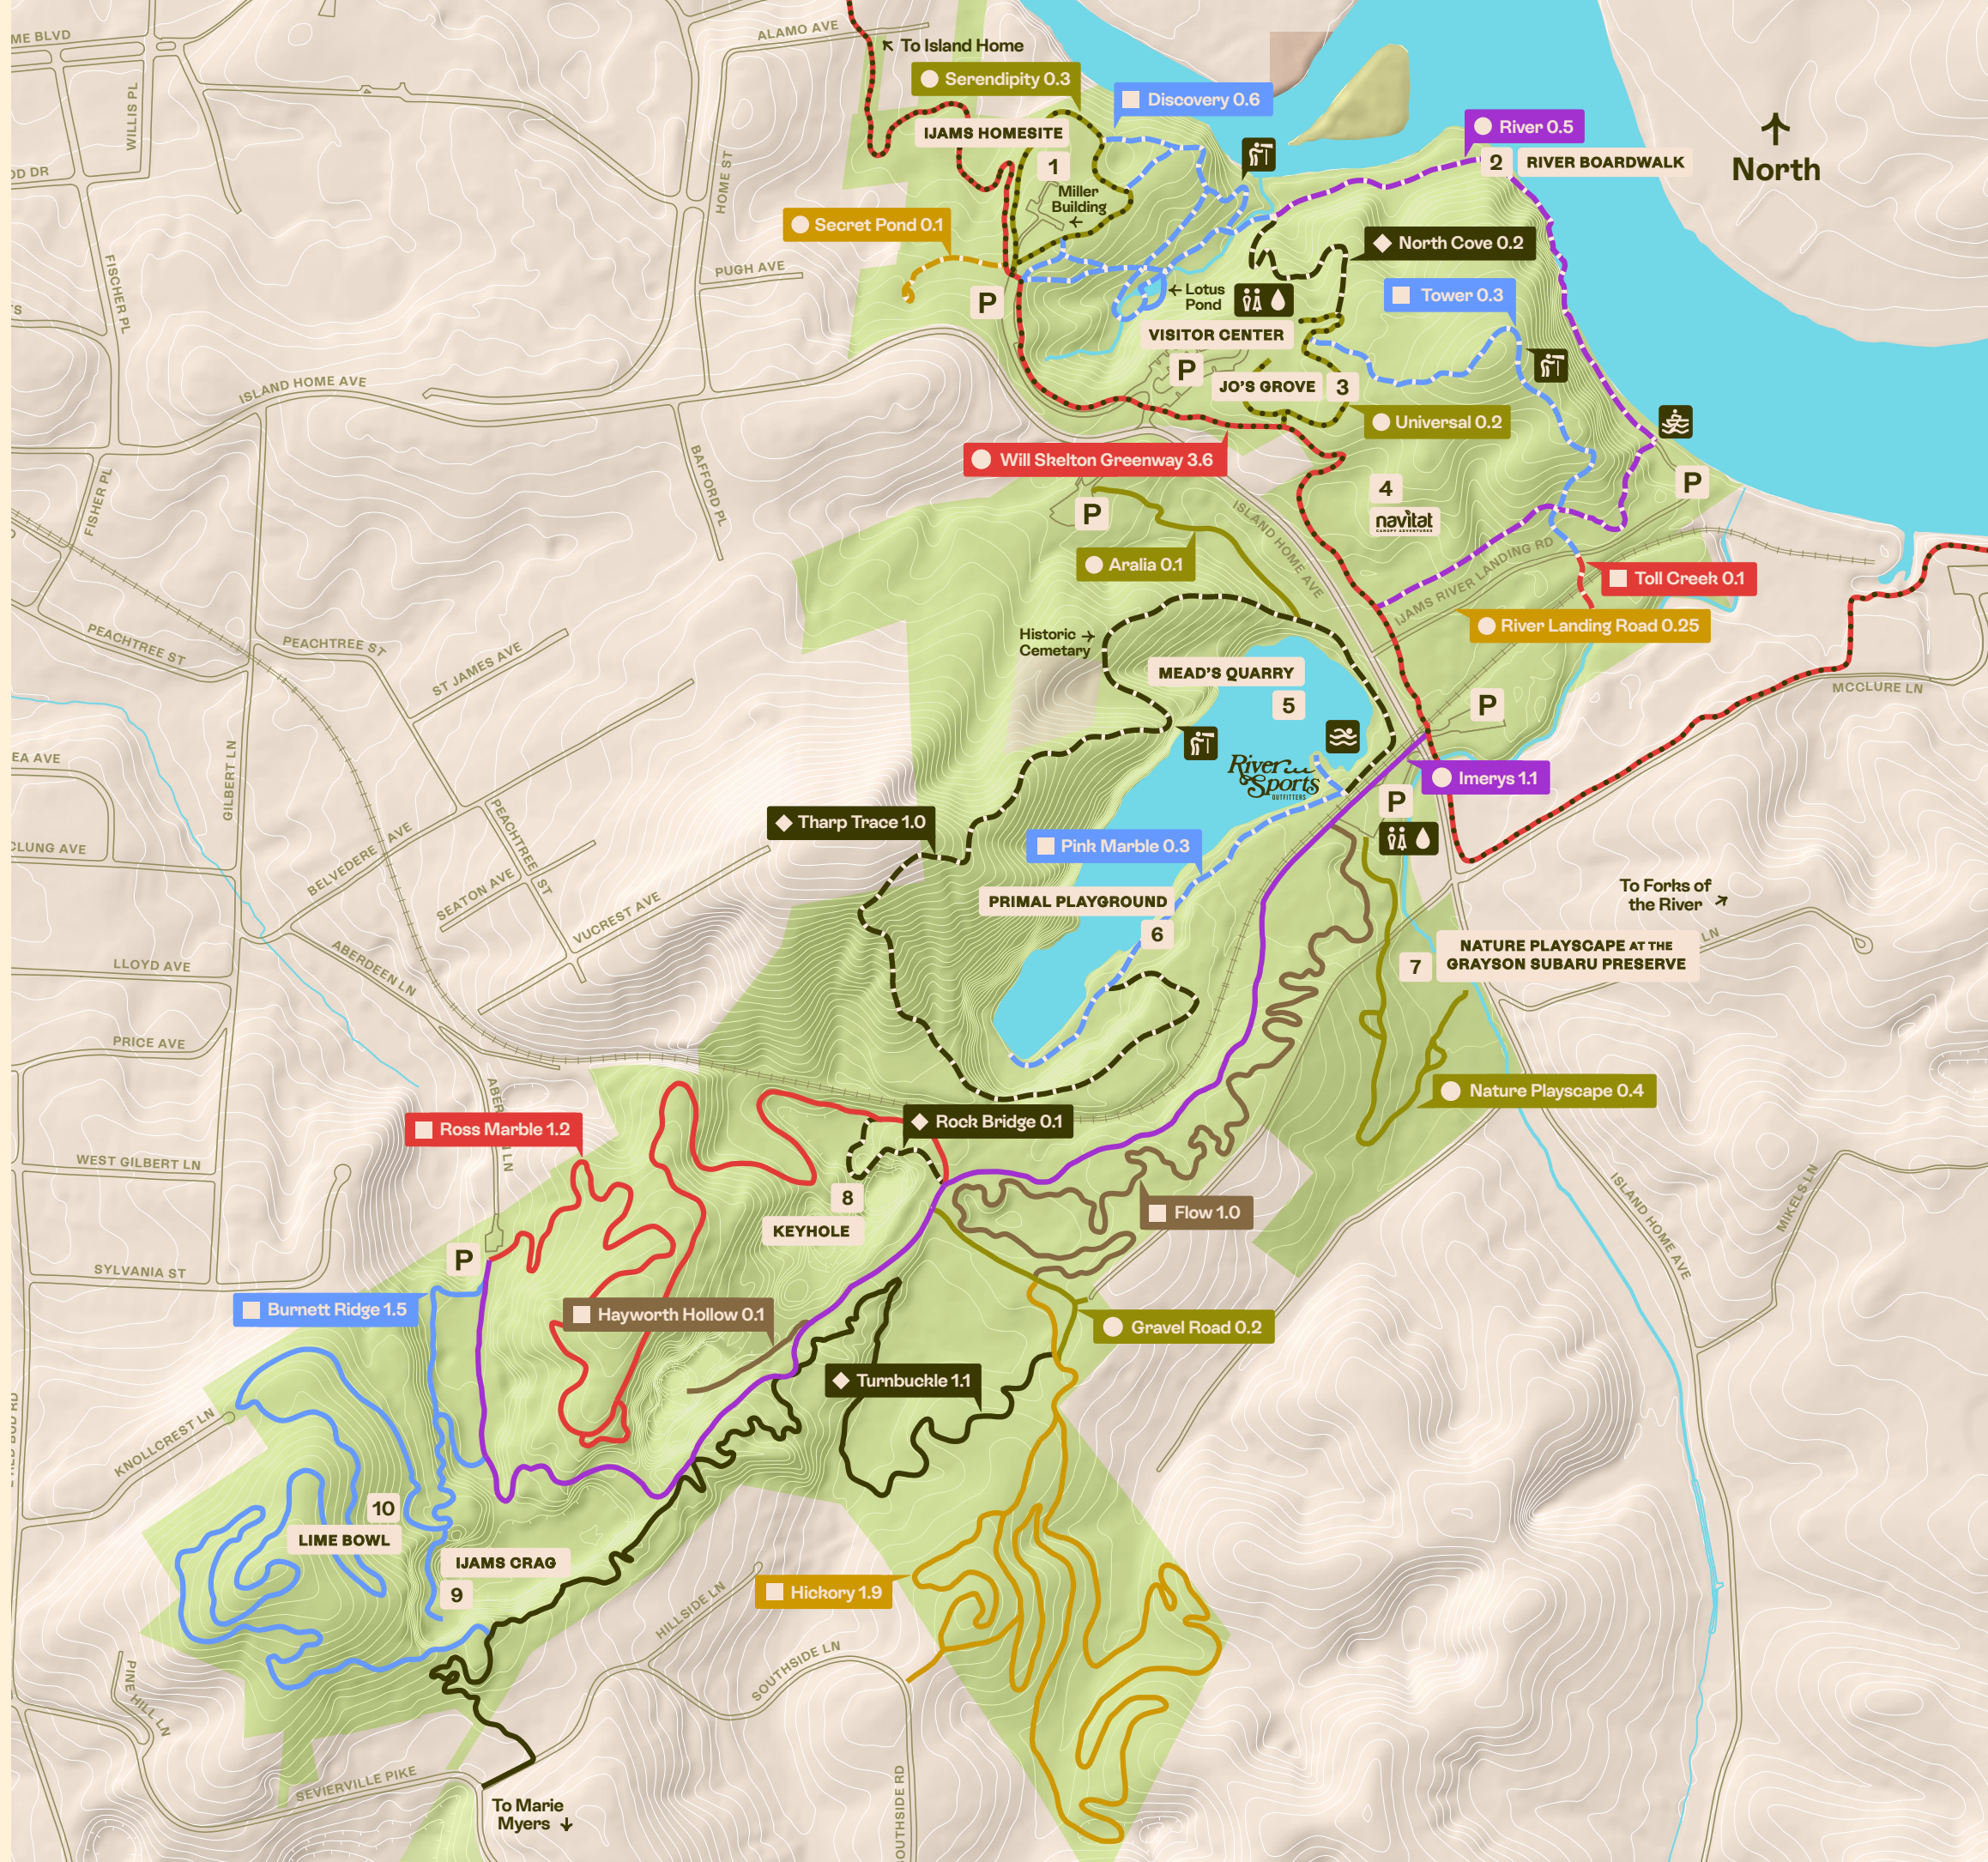 ME BLVD
WILLIS PL
ALAMO AVE
To Island Home
Serendipity 0.3
Discovery 0.6
IJAMS HOMESITE
1
Miller
Building
River 0.5
2
RIVER BOARDWALK
North
OD DR
HOME ST
Secret Pond 0.1
North Cove 0.2
FISCHER PL
PUGH AVE
Lotus
Pond
Tower 0.3
P
VISITOR CENTER
P
JO'S GROVE
3
ISLAND HOME AVE
Universal 0.2
Will Skelton Greenway 3.6
BAFFORD PL
FISHER PL
4
navitat
CANOPY ADVENTURES
P
P
ISLAND HOME AVE
Aralia 0.1
IJAMS RIVER LANDING RD
Toll Creek 0.1
River Landing Road 0.25
PEACHTREE ST
PEACHTREE ST
ST JAMES AVE
Historic
Cemetary
MEAD'S QUARRY
5
MCCLURE LN
P
River
Sports
OUTFITTERS
EA AVE
GILBERT LN
Imerys 1.1
P
Tharp Trace 1.0
Pink Marble 0.3
CLUNG AVE
BELVEDERE AVE
PEACHTREE ST
SEATON AVE
VUCREST AVE
PRIMAL PLAYGROUND
6
To Forks of
the River
LN
NATURE PLAYSCAPE AT THE
GRAYSON SUBARU PRESERVE
7
LLOYD AVE
ABERDEEN LN
PRICE AVE
Nature Playscape 0.4
Ross Marble 1.2
Rock Bridge 0.1
WEST GILBERT LN
8
KEYHOLE
Flow 1.0
ISLAND HOME AVE
MIKELS LN
P
SYLVANIA ST
Burnett Ridge 1.5
Hayworth Hollow 0.1
Gravel Road 0.2
Turnbuckle 1.1
KNOLLCREST LN
10
LIME BOWL
IJAMS CRAG
9
Hickory 1.9
HILLSIDE LN
SOUTHSIDE LN
PINE HILL LN
SEVIERVILLE PIKE
To Marie
Myers
SOUTHSIDE RD